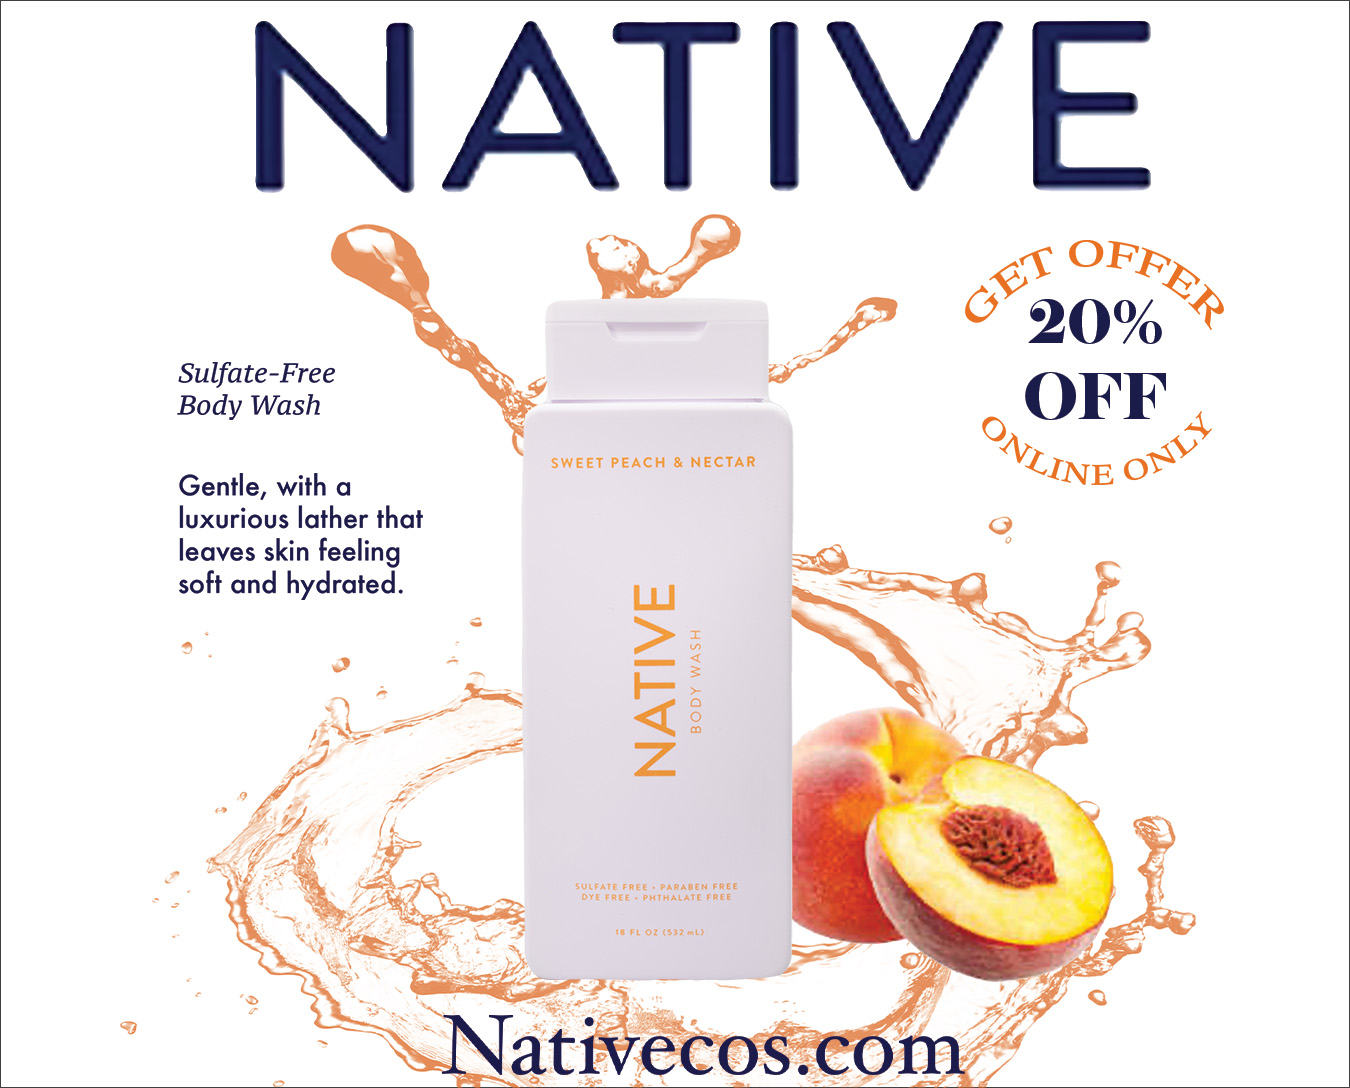 NATIVE
GET OFFER
20%
OFF
ONLINE ONLY
Sulfate-Free
Body Wash
Gentle, with a
luxurious lather that
leaves skin feeling
soft and hydrated.
SWEET PEACH & NECTAR
NATIVE
BODY WASH
SULFATE FREE • PARABEN FREE
DYE FREE • PHTHALATE FREE
18 FL OZ (532 mL)
Nativecos.com